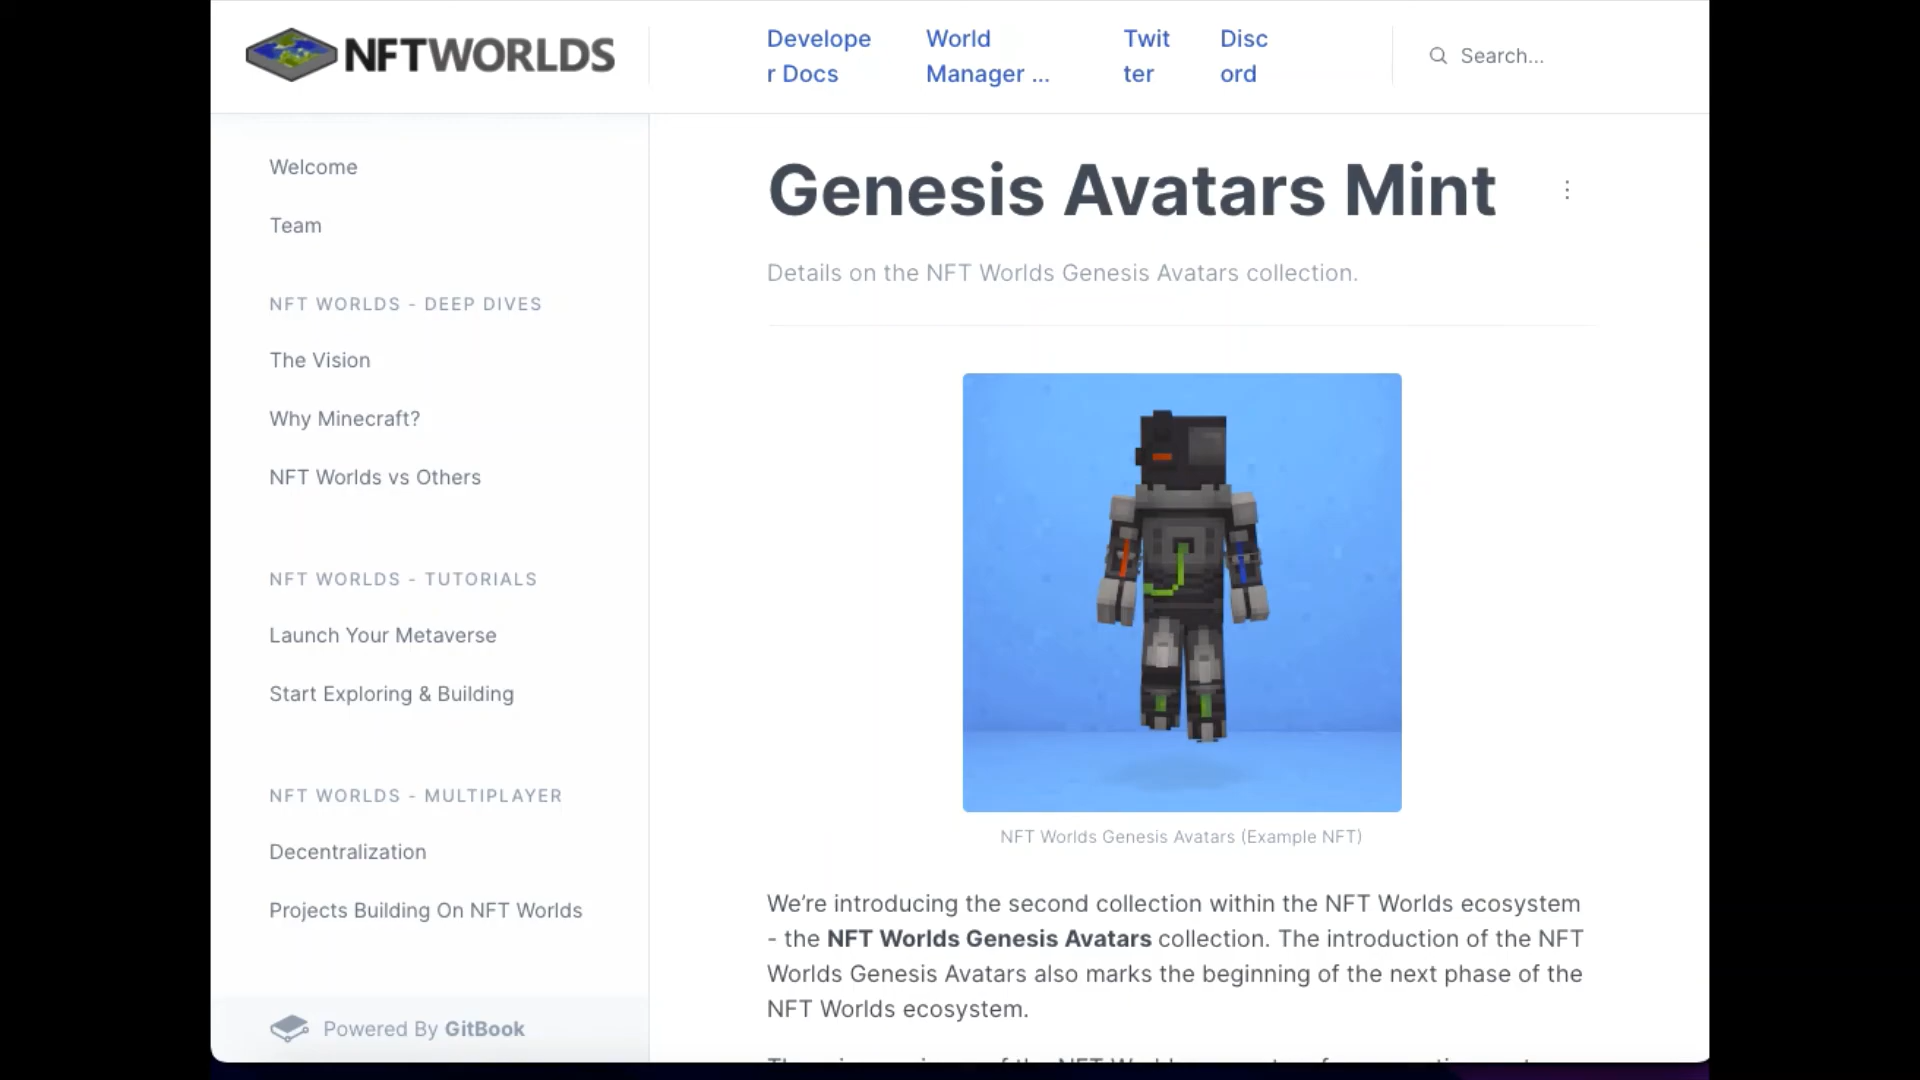 NFTWORLDS
Develope
r Docs
World
Manager ...
Twit
ter
Disc
ord
Search...
Welcome
Team
NFT WORLDS - DEEP DIVES
The Vision
Why Minecraft?
NFT Worlds vs Others
NFT WORLDS - TUTORIALS
Launch Your Metaverse
Start Exploring & Building
NFT WORLDS - MULTIPLAYER
Decentralization
Projects Building On NFT Worlds
Powered By GitBook
Genesis Avatars Mint
Details on the NFT Worlds Genesis Avatars collection.
NFT Worlds Genesis Avatars (Example NFT)
We’re introducing the second collection within the NFT Worlds ecosystem
- the NFT Worlds Genesis Avatars collection. The introduction of the NFT
Worlds Genesis Avatars also marks the beginning of the next phase of the
NFT Worlds ecosystem.